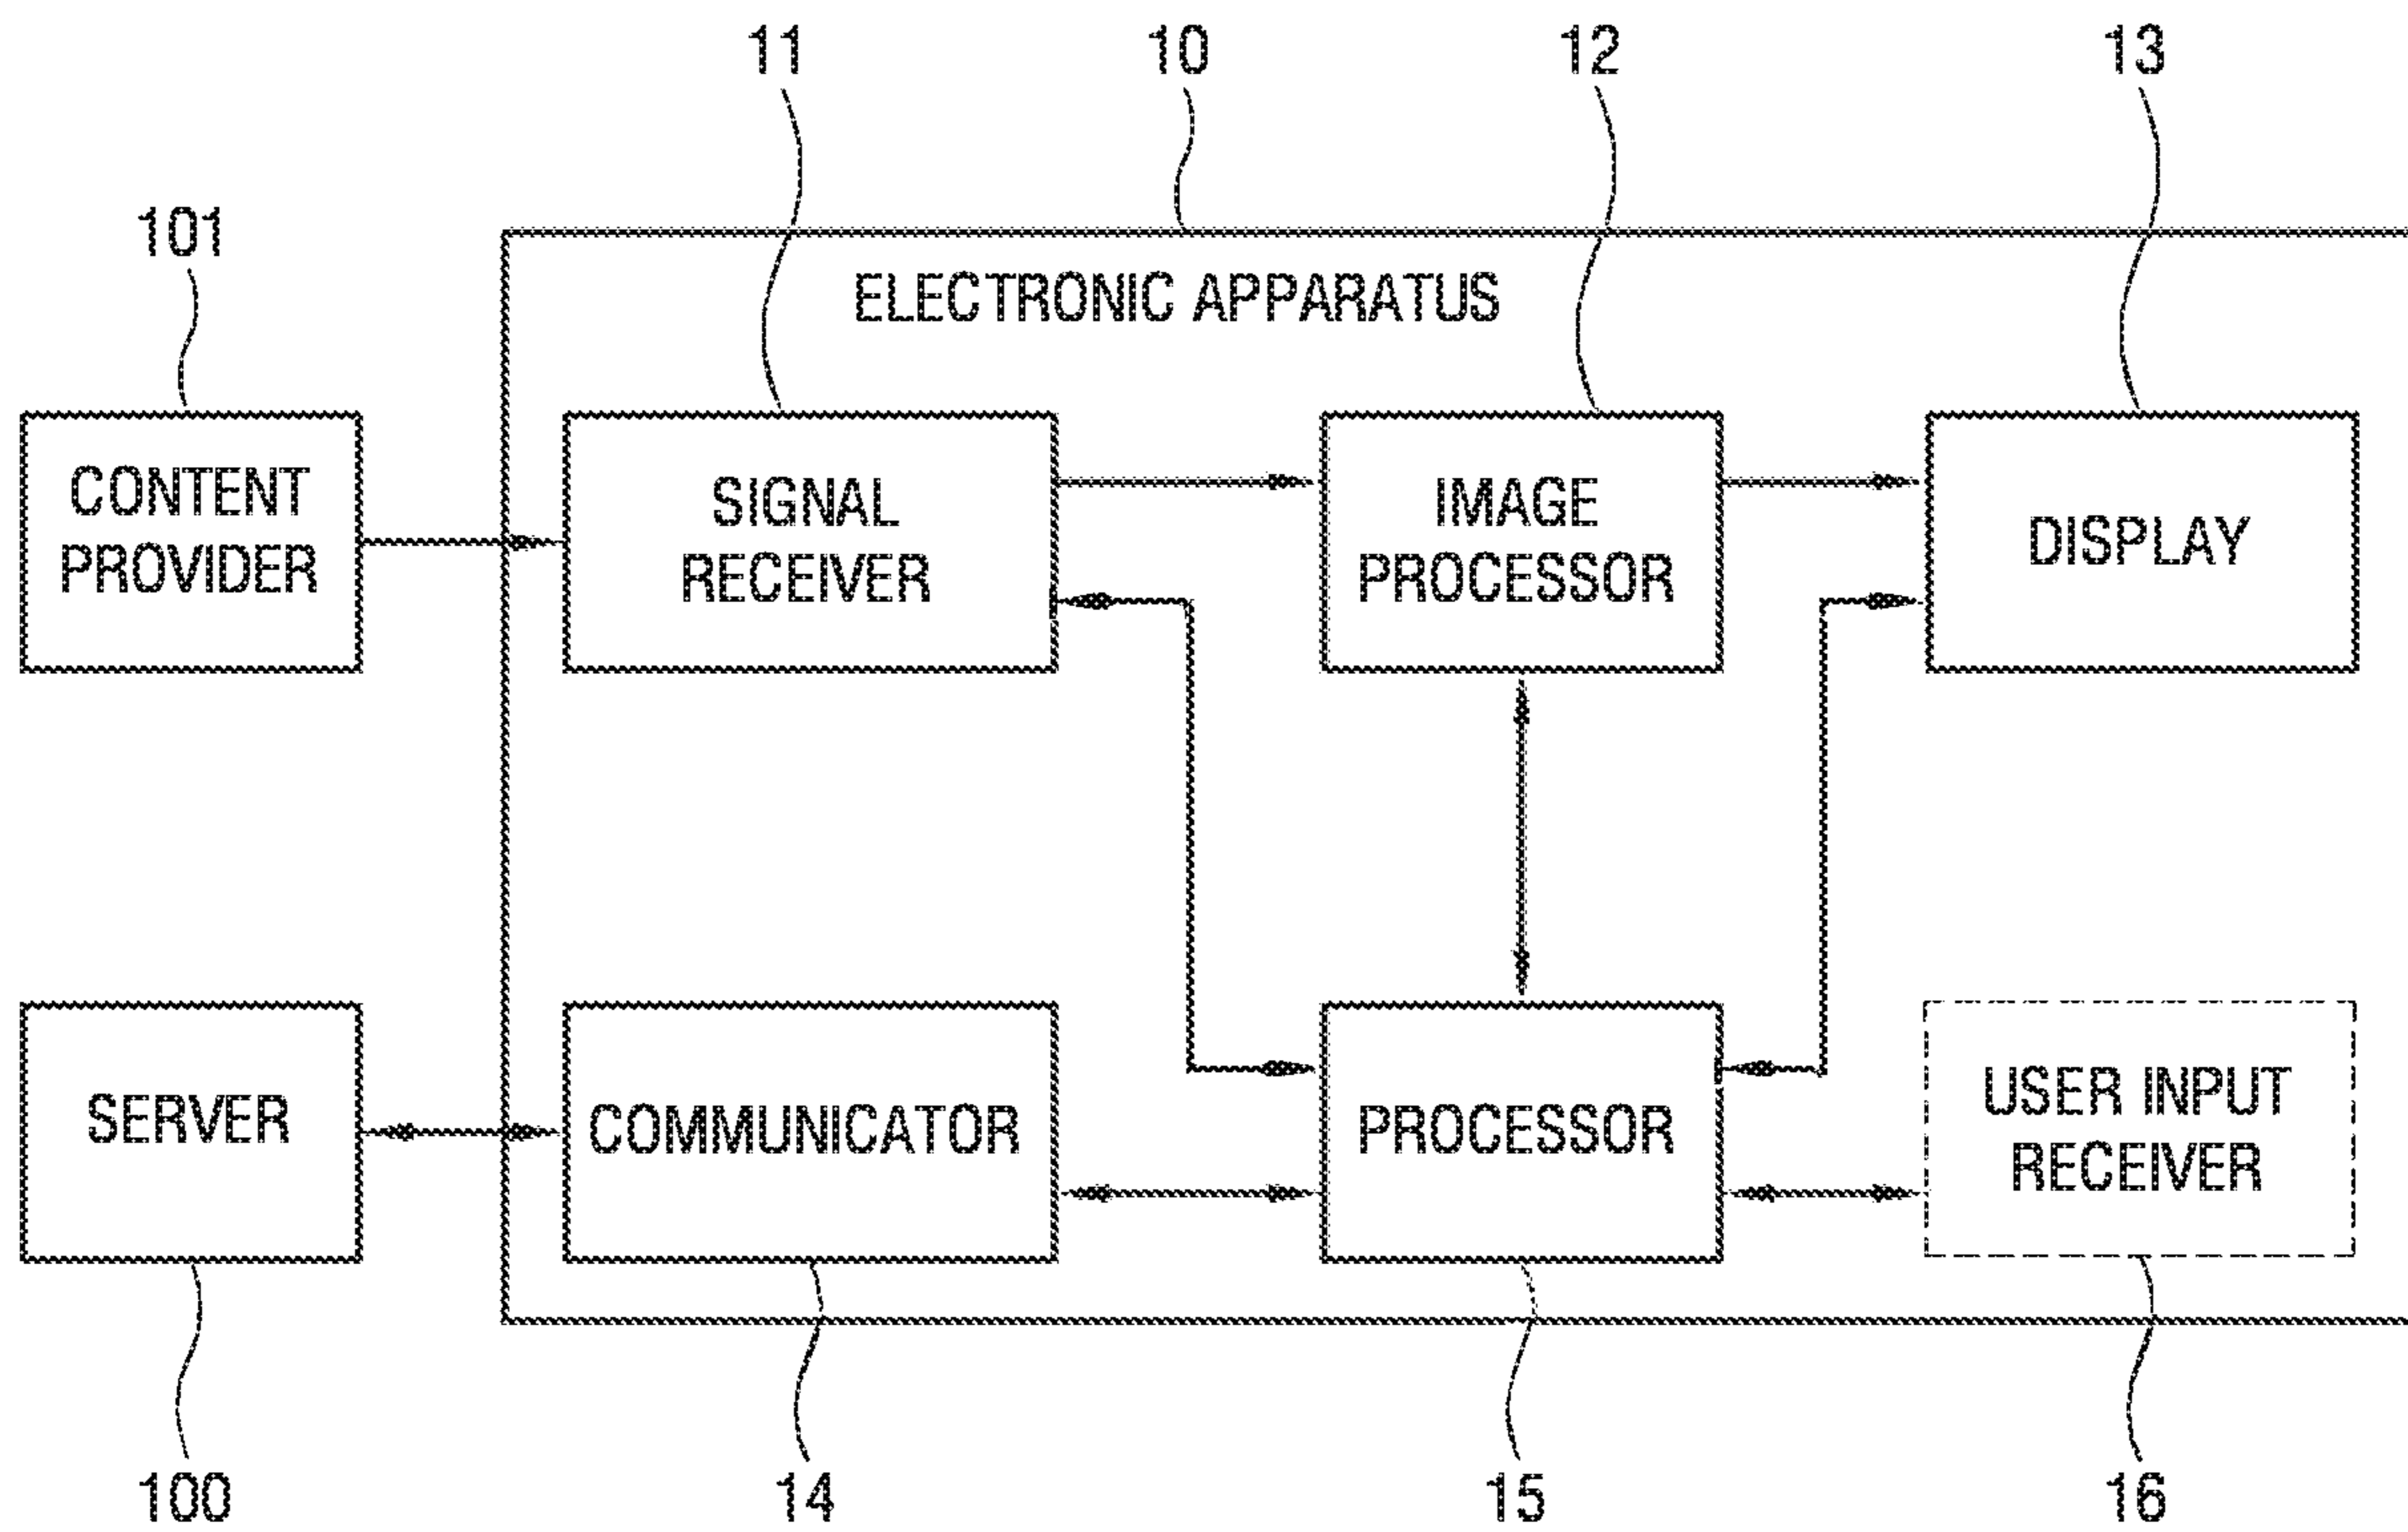 11
10
12
13
101
ELECTRONIC APPARATUS
CONTENT
PROVIDER
SIGNAL
RECEIVER
IMAGE
PROCESSOR
DISPLAY
SERVER
COMMUNICATOR
PROCESSOR
USER INPUT
RECEIVER
100
14
15
16